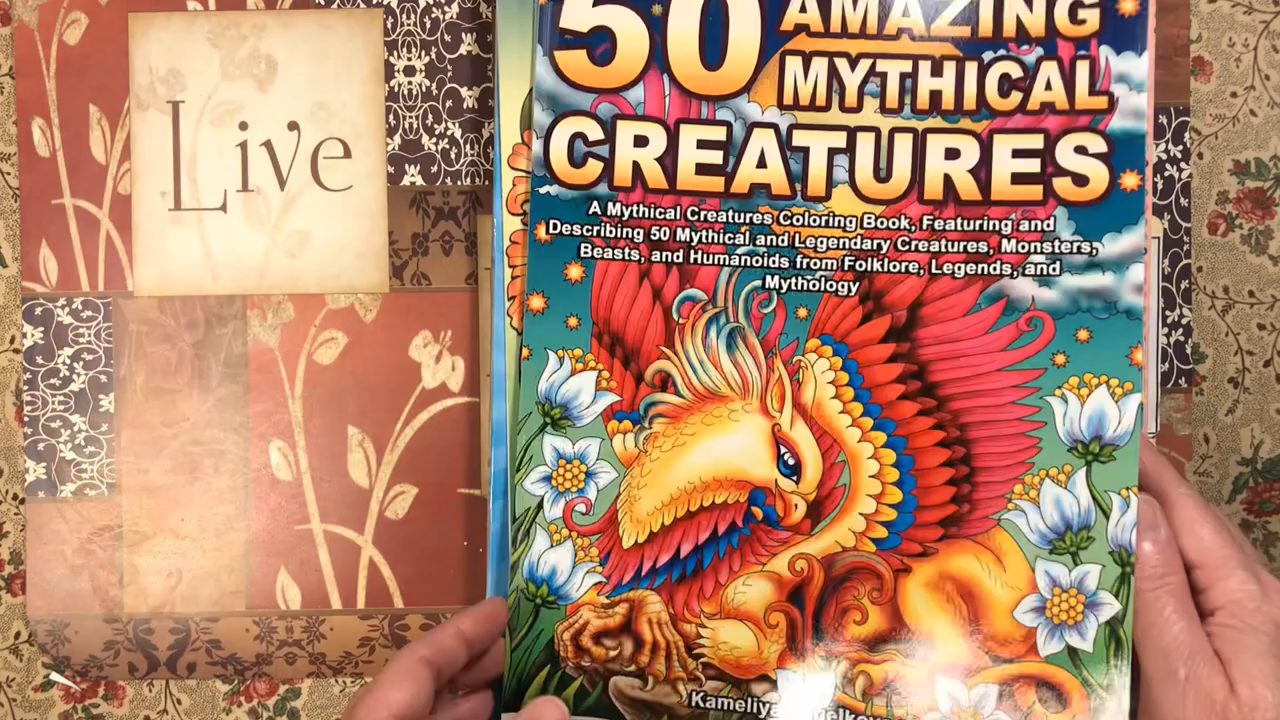 Live
50 AMAZING
MYTHICAL
CREATURES
A Mythical Creatures Coloring Book, Featuring and
Describing 50 Mythical and Legendary Creatures, Monsters,
Beasts, and Humanoids from Folklore, Legends, and
Mythology